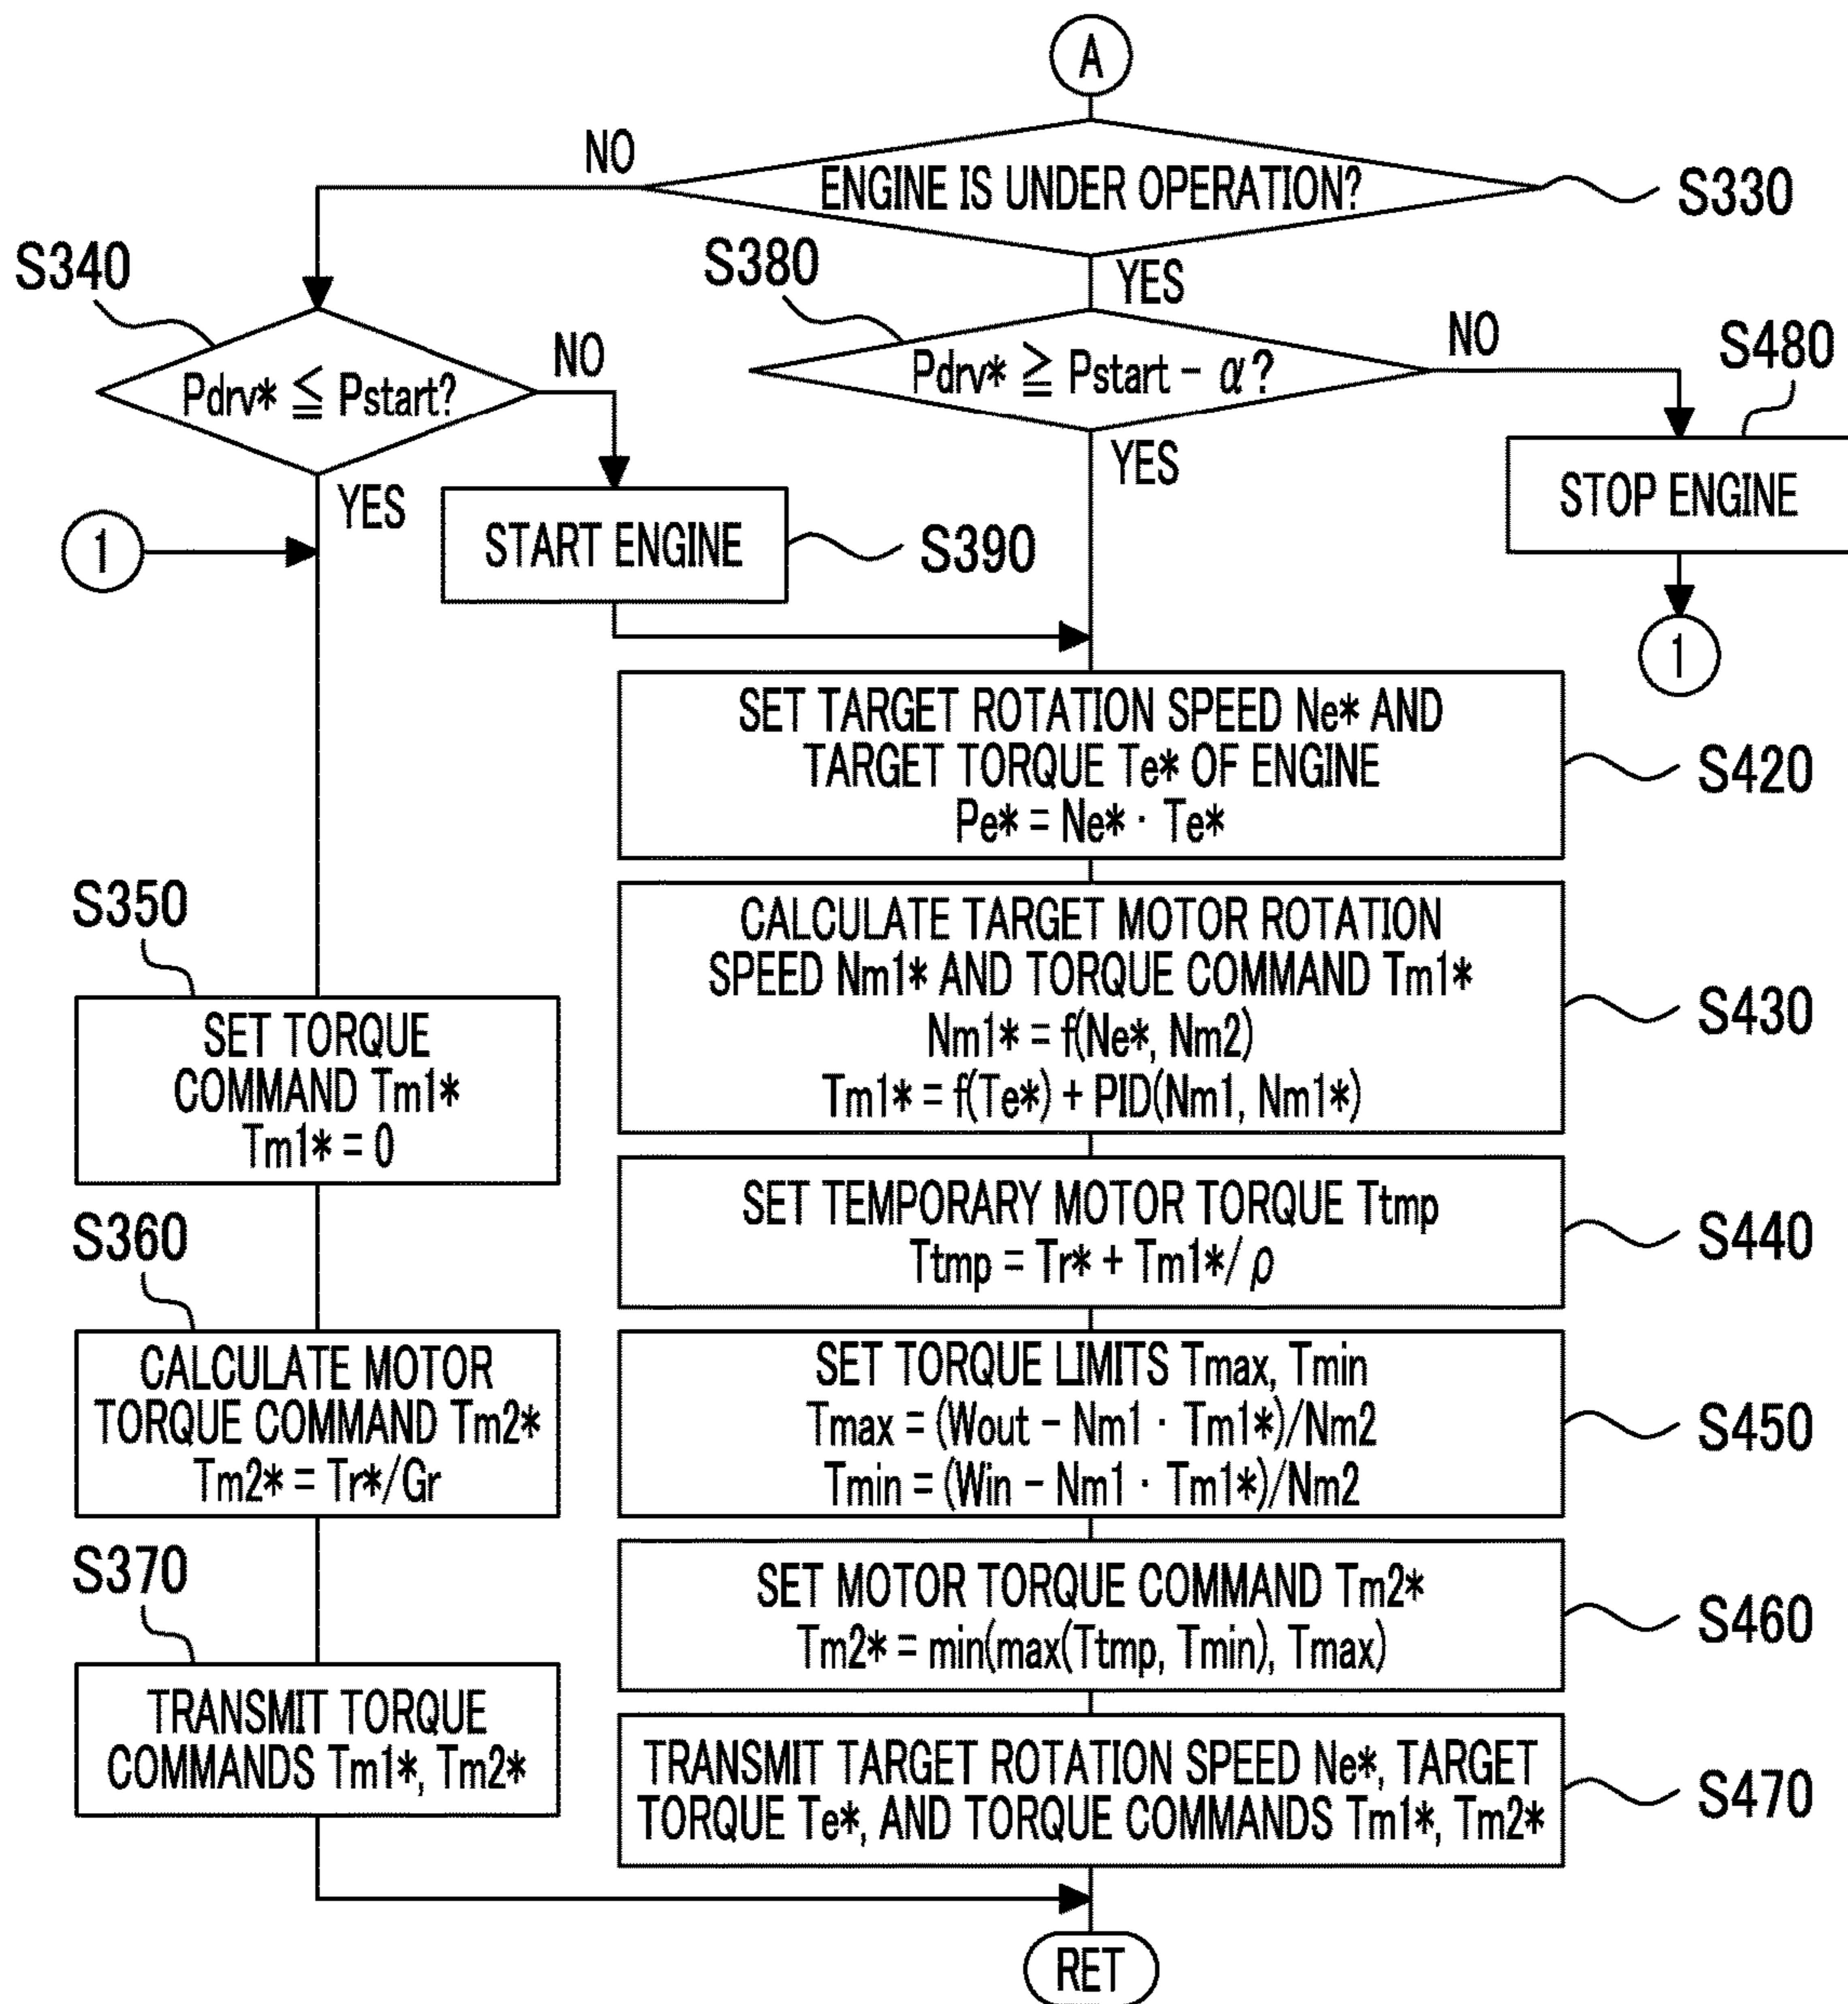 A
NO
ENGINE IS UNDER OPERATION?
S330
S340
S380
YES
NO
Pdrv* ≦ Pstart?
Pdrv* ≧ Pstart - α?
NO
S480
YES
YES
STOP ENGINE
1
START ENGINE
S390
1
SET TARGET ROTATION SPEED Ne* AND
TARGET TORQUE Te* OF ENGINE
Pe* = Ne* · Te*
S420
S350
SET TORQUE
COMMAND Tm1*
Tm1* = 0
CALCULATE TARGET MOTOR ROTATION
SPEED Nm1* AND TORQUE COMMAND Tm1*
Nm1* = f(Ne*, Nm2)
Tm1* = f(Te*) + PID(Nm1, Nm1*)
S430
SET TEMPORARY MOTOR TORQUE Ttmp
Ttmp = Tr* + Tm1*/ρ
S440
S360
CALCULATE MOTOR
TORQUE COMMAND Tm2*
Tm2* = Tr*/Gr
SET TORQUE LIMITS Tmax, Tmin
Tmax = (Wout - Nm1 · Tm1*)/Nm2
Tmin = (Win - Nm1 · Tm1*)/Nm2
S450
S370
SET MOTOR TORQUE COMMAND Tm2*
Tm2* = min(max(Ttmp, Tmin), Tmax)
S460
TRANSMIT TORQUE
COMMANDS Tm1*, Tm2*
TRANSMIT TARGET ROTATION SPEED Ne*, TARGET
TORQUE Te*, AND TORQUE COMMANDS Tm1*, Tm2*
S470
RET